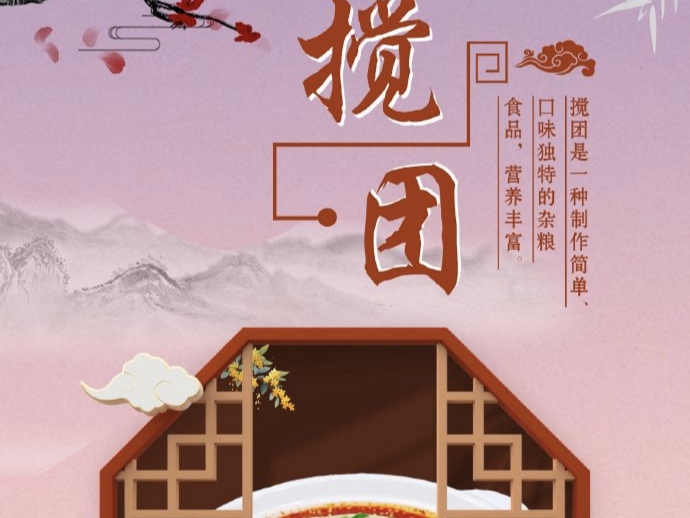 搅
团
搅团是一种制作简单、
口味独特的杂粮
食品，营养丰富。